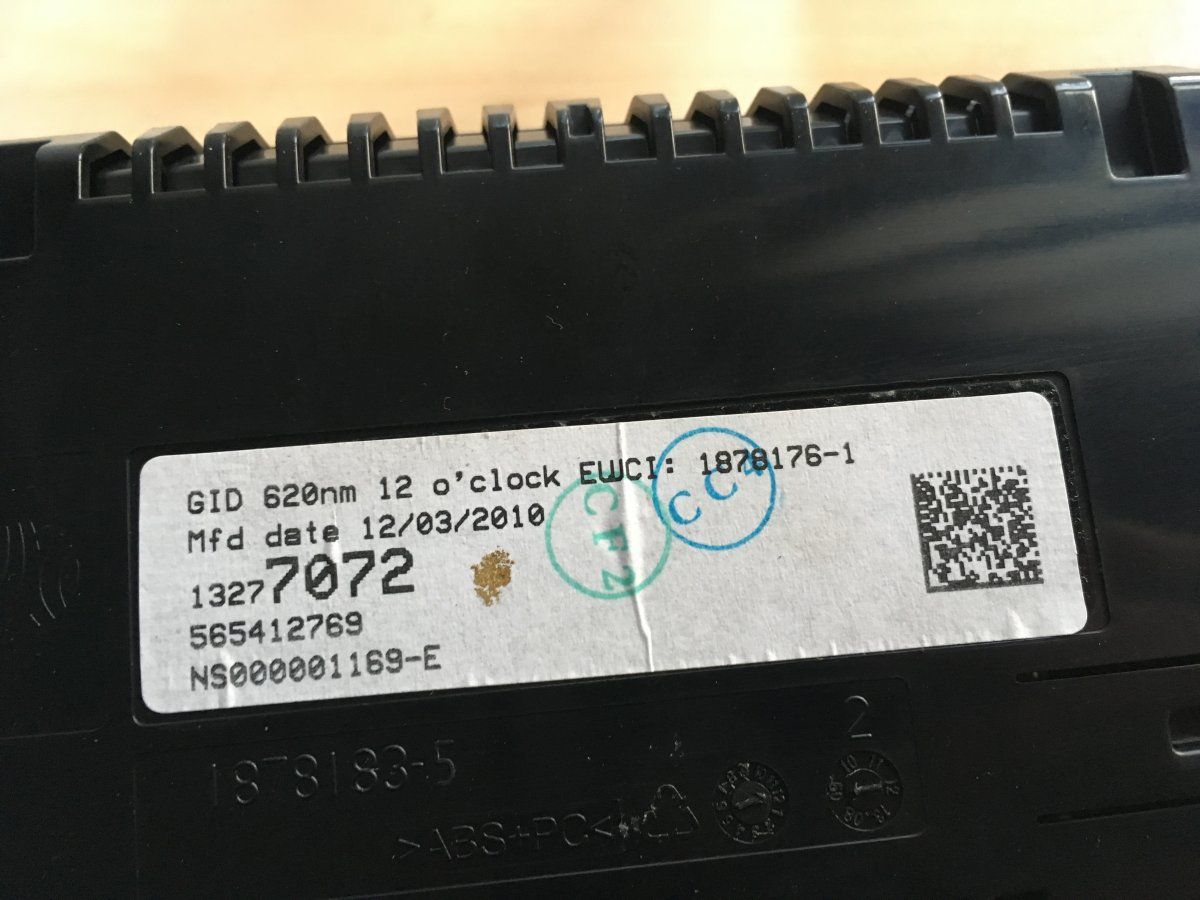 GID 620nm 12 o'clock EWCI: 1878176-1
Mfd date 12/03/2010
13277072
565412769
NS000001169-E
CC4
CF2
1878183-5
2
>ABS+PC<